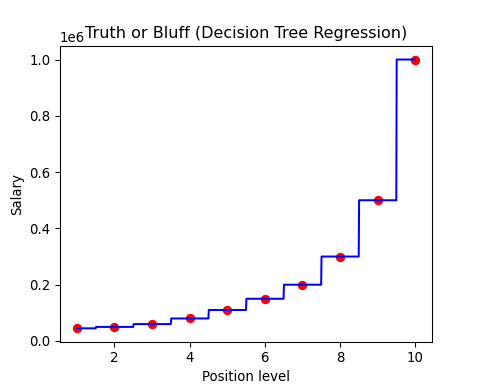 Truth or Bluff (Decision Tree Regression)
1e6
1.0
0.8
0.6
0.4
0.2
0.0
Salary
2 4 6 8 10
Position level